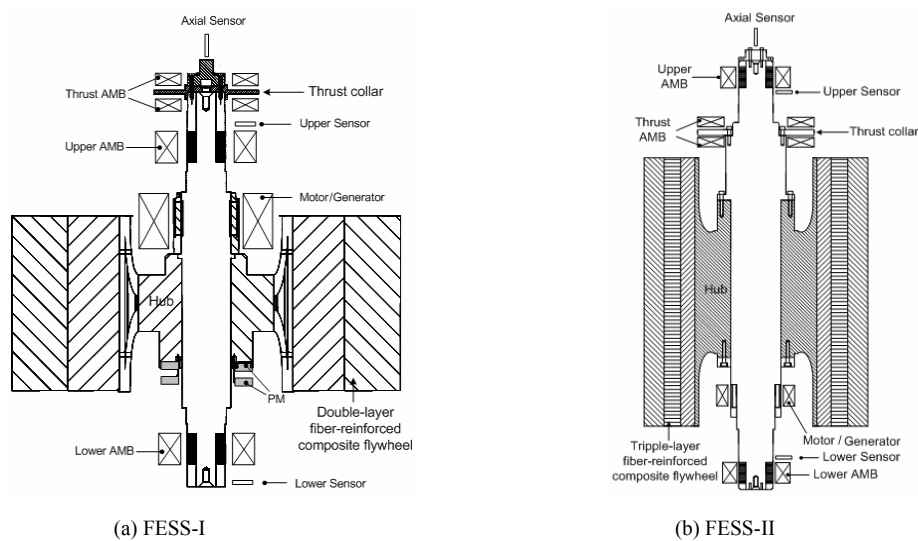 Axial Sensor
Thrust AMB
Thrust collar
Upper Sensor
Upper AMB
Motor/Generator
Hub
PM
Double-layer
fiber-reinforced
composite flywheel
Lower AMB
Lower Sensor
(a) FESS-I
Axial Sensor
Upper
AMB
Upper Sensor
Thrust
AMB
Thrust collar
Hub
Motor / Generator
Tripple-layer
fiber-reinforced
composite flywheel
Lower Sensor
Lower AMB
(b) FESS-II